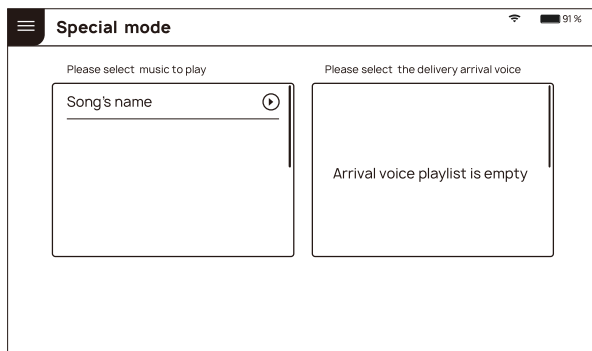 Special mode
91 %
Please select music to play
Please select the delivery arrival voice
Song's name
Arrival voice playlist is empty